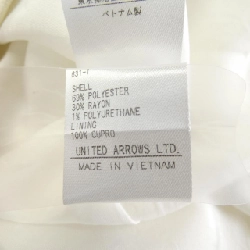 ベトナム製
SHELL
69% POLYESTER
30% RAYON
1% POLYURETHANE
LINING
100% CUPRO
UNITED ARROWS LTD.
MADE IN VIETNAM